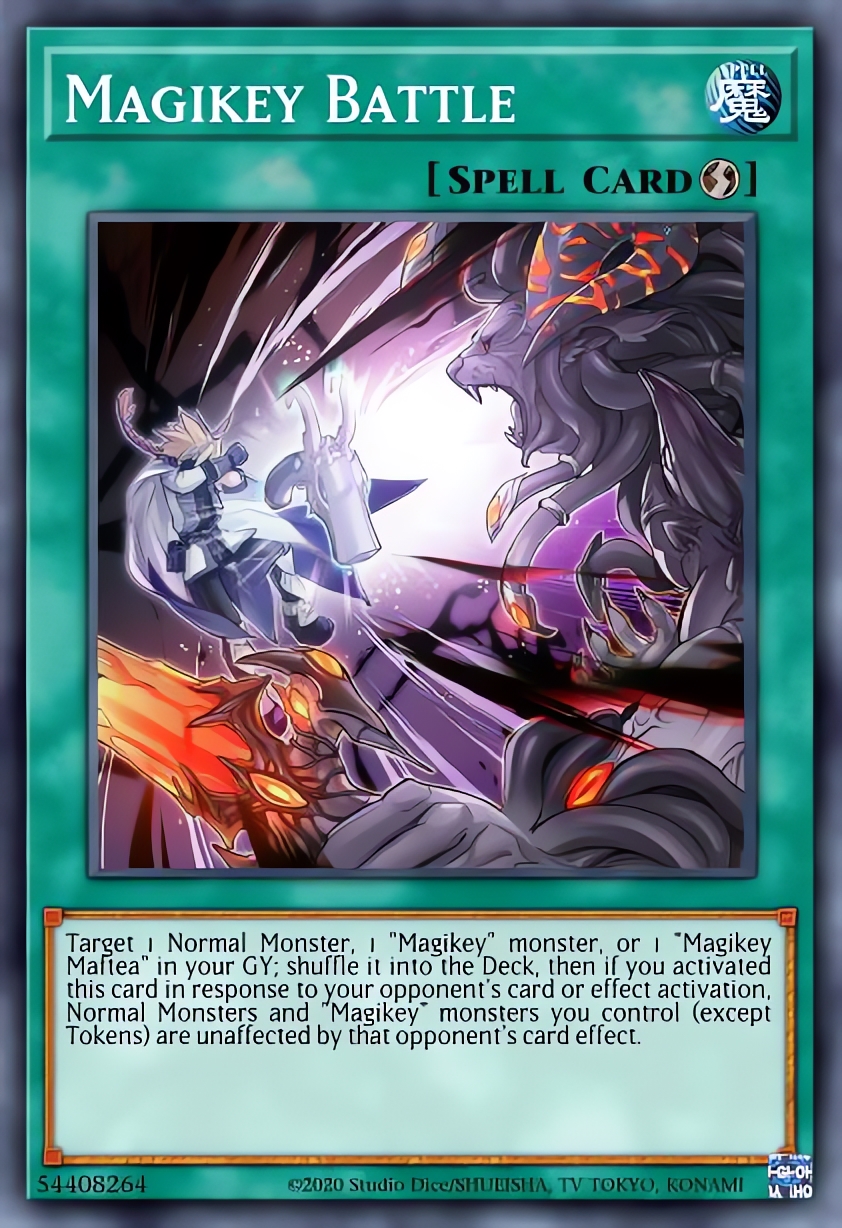 MAGIKEY BATTLE
魔
[SPELL CARD]
Target 1 Normal Monster, 1 "Magikey" monster, or 1 "Magikey
Maftea" in your GY; shuffle it into the Deck, then if you activated
this card in response to your opponent's card or effect activation,
Normal Monsters and "Magikey" monsters you control (except
Tokens) are unaffected by that opponent's card effect.
54408264
©2020 Studio Dice/SHUEISHA, TV TOKYO, KONAMI